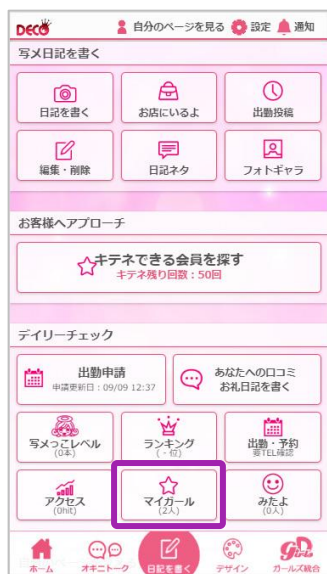 DECO 自分のページを見る 設定 通知
写メ日記を書く
日記を書く お店にいるよ 出勤投稿
編集・削除 日記ネタ フォトギャラ
お客様へアプローチ
キテネできる会員を探す
キテネ残り回数：50回
デイリーチェック
出勤申請
申請更新日：09/09 12:37
あなたへの口コミ
お礼日記を書く
写メっこレベル ランキング 出勤・予約
(0本) (-位) 要TEL確認
アクセス マイガール みたよ
(0hit) (2人) (0人)
ホーム オキニトーク 日記を書く デザイン ガールズ統合
Girl